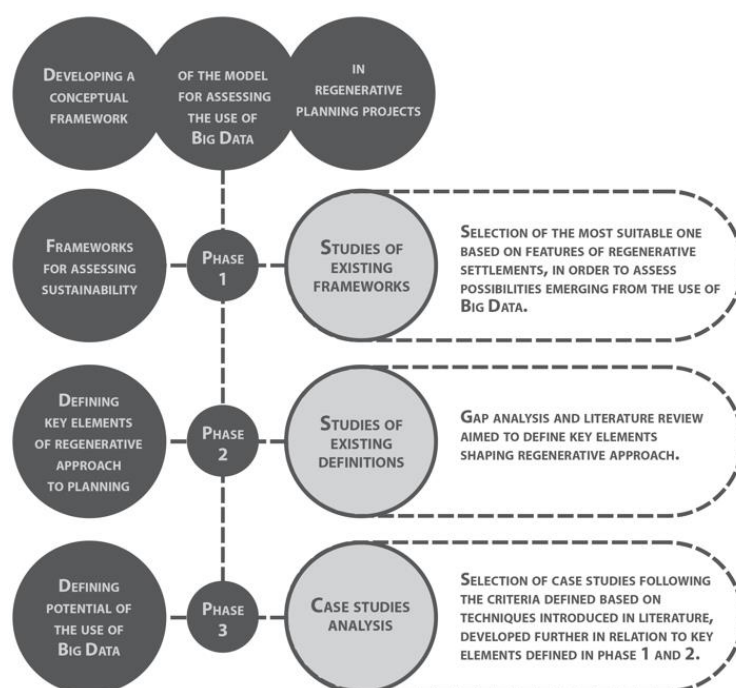 Developing a
conceptual
framework
of the model
for assessing
the use of
Big Data
in
regenerative
planning projects
Frameworks
for assessing
sustainability
Phase
1
Studies of
existing
frameworks
Selection of the most suitable one
based on features of regenerative
settlements, in order to assess
possibilities emerging from the use of
Big Data.
Defining
key elements
of regenerative
approach
to planning
Phase
2
Studies of
existing
definitions
Gap analysis and literature review
aimed to define key elements
shaping regenerative approach.
Defining
potential of
the use of
Big Data
Phase
3
Case studies
analysis
Selection of case studies following
the criteria defined based on
techniques introduced in literature,
developed further in relation to key
elements defined in phase 1 and 2.